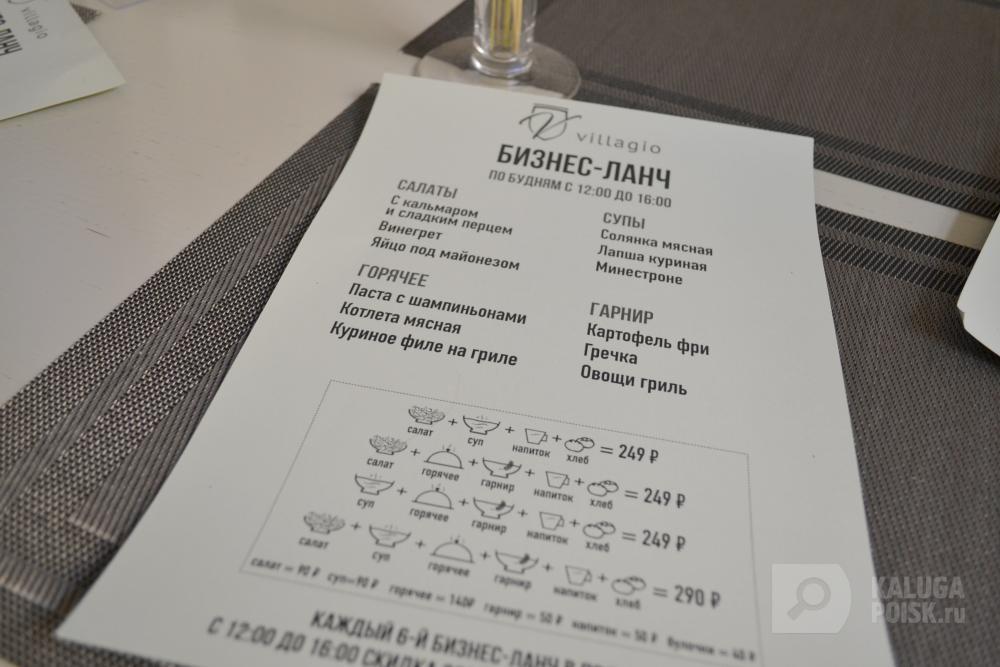 villagio
villagio
БИЗНЕС-ЛАНЧ
ПО БУДНЯМ С 12:00 ДО 16:00
САЛАТЫ
С кальмаром
и сладким перцем
Винегрет
Яйцо под майонезом
СУПЫ
Солянка мясная
Лапша куриная
Минестроне
ГОРЯЧЕЕ
Паста с шампиньонами
Котлета мясная
Куриное филе на гриле
ГАРНИР
Картофель фри
Гречка
Овощи гриль
салат + суп + напиток + хлеб = 249 ₽
салат + горячее + гарнир + напиток + хлеб = 249 ₽
суп + горячее + гарнир + напиток + хлеб = 249 ₽
салат + суп + горячее + гарнир + напиток + хлеб = 290 ₽
салат = 90 ₽ суп=90 ₽ горячее = 140₽ гарнир = 50 ₽ напиток = 50 ₽ булочки = 40 ₽
КАЖДЫЙ 6-Й БИЗНЕС-ЛАНЧ В
С 12:00 ДО 16:00 СКИДКА
KALUGA
POISK.ru